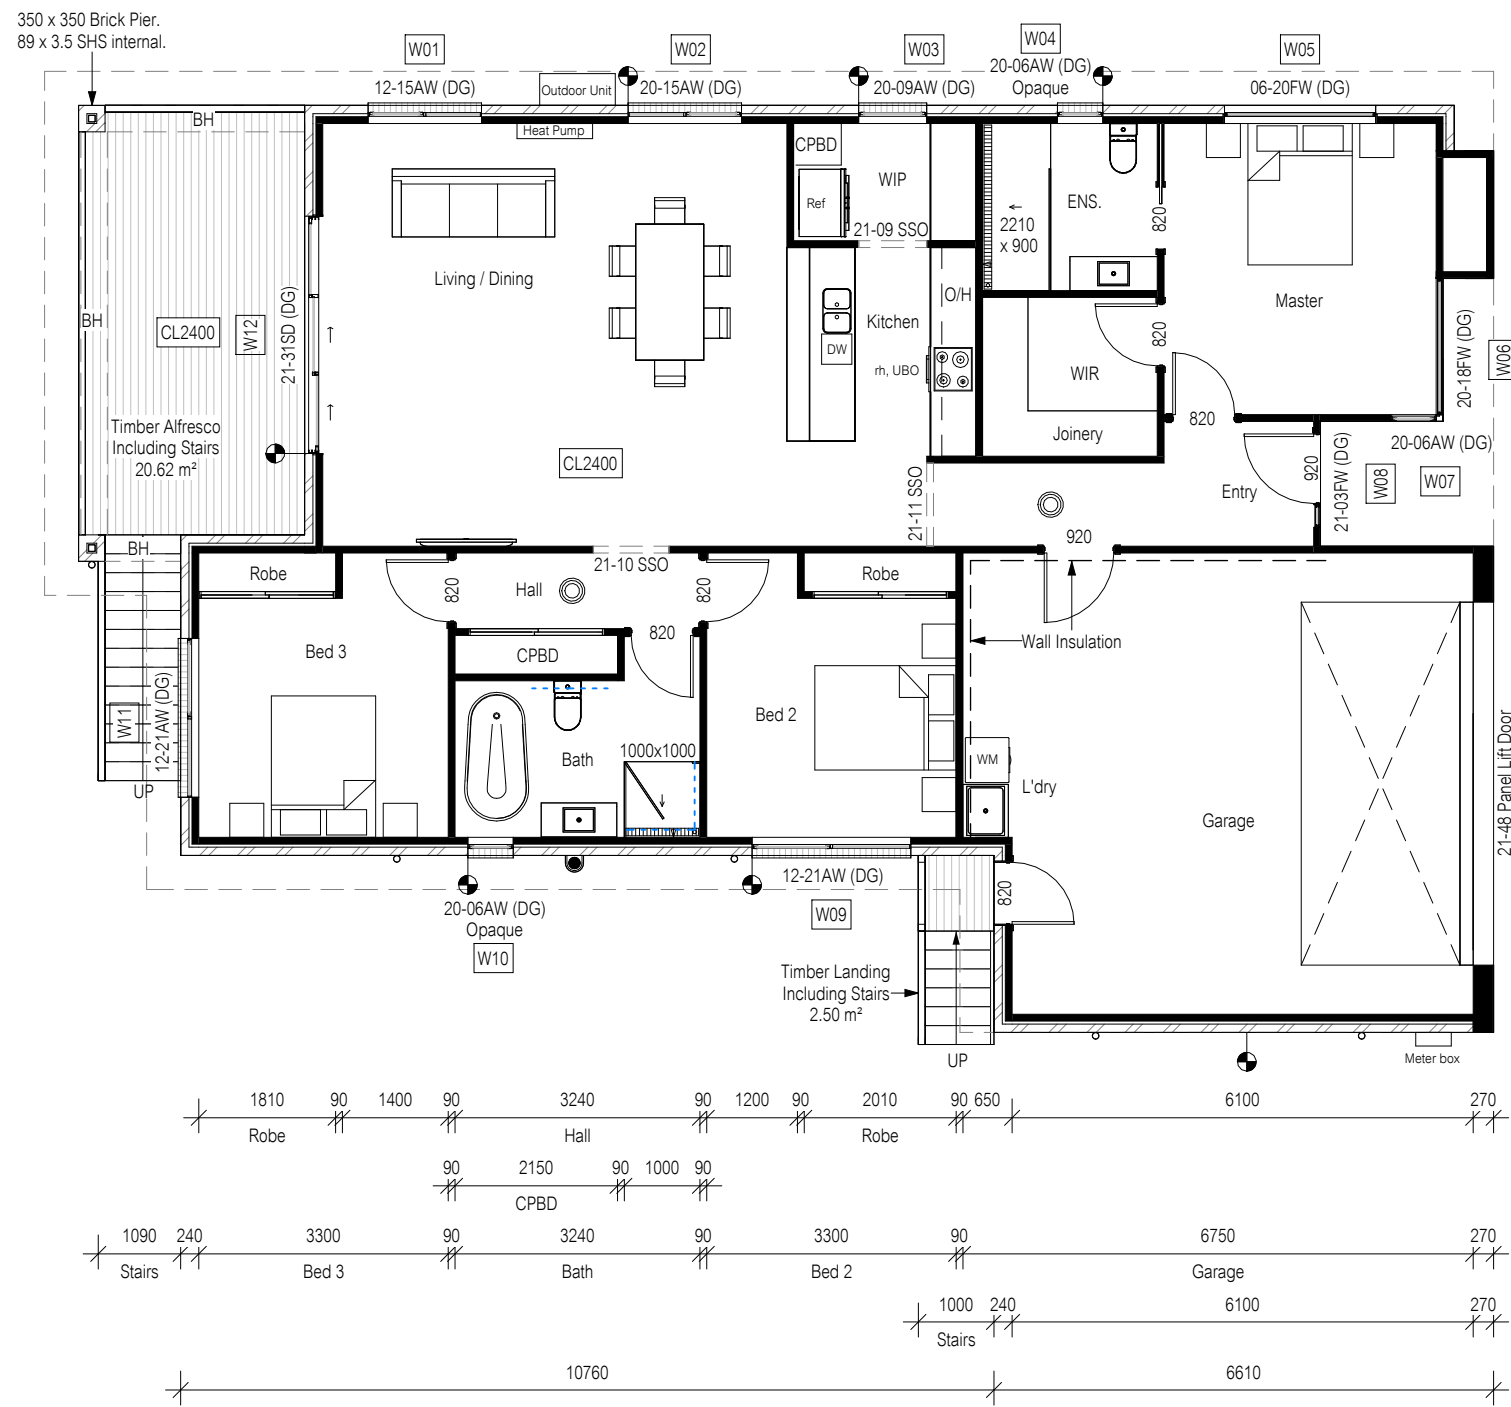 350 x 350 Brick Pier.
89 x 3.5 SHS internal.
W01
12-15AW (DG)
Outdoor Unit
Heat Pump
W02
20-15AW (DG)
W03
20-09AW (DG)
W04
20-06AW (DG)
Opaque
W05
06-20FW (DG)
BH
BH
CL2400
W12
21-31SD (DG)
Timber Alfresco
Including Stairs
20.62 m²
BH
Living / Dining
CL2400
CPBD
Ref
WIP
21-09 SSO
Kitchen
DW
O/H
rh, UBO
2210
x 900
ENS.
820
Master
820
WIR
Joinery
820
20-18FW (DG)
W06
20-06AW (DG)
W07
W08
21-03FW (DG)
920
Entry
21-11 SSO
920
21-10 SSO
Robe
820
Hall
820
Robe
820
CPBD
Bed 3
W11
12-21AW (DG)
UP
Bath
1000x1000
Bed 2
Wall Insulation
WM
L'dry
Garage
21-48 Panel Lift Door
820
20-06AW (DG)
Opaque
W10
12-21AW (DG)
W09
Timber Landing
Including Stairs
2.50 m²
UP
Meter box
1810 90 1400 90 3240 90 1200 90 2010 90 650 6100 270
Robe Hall Robe
90 2150 90 1000 90
CPBD
1090 240 3300 90 3240 90 3300 90 6750 270
Stairs Bed 3 Bath Bed 2 Garage
1000 240 6100 270
Stairs
10760 6610